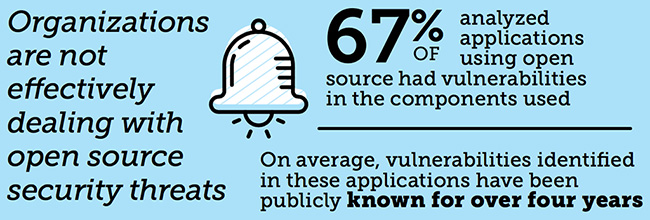 Organizations
are not
effectively
dealing with
open source
security threats
67% OF
analyzed
applications
using open
source had vulnerabilities
in the components used
On average, vulnerabilities identified
in these applications have been
publicly known for over four years